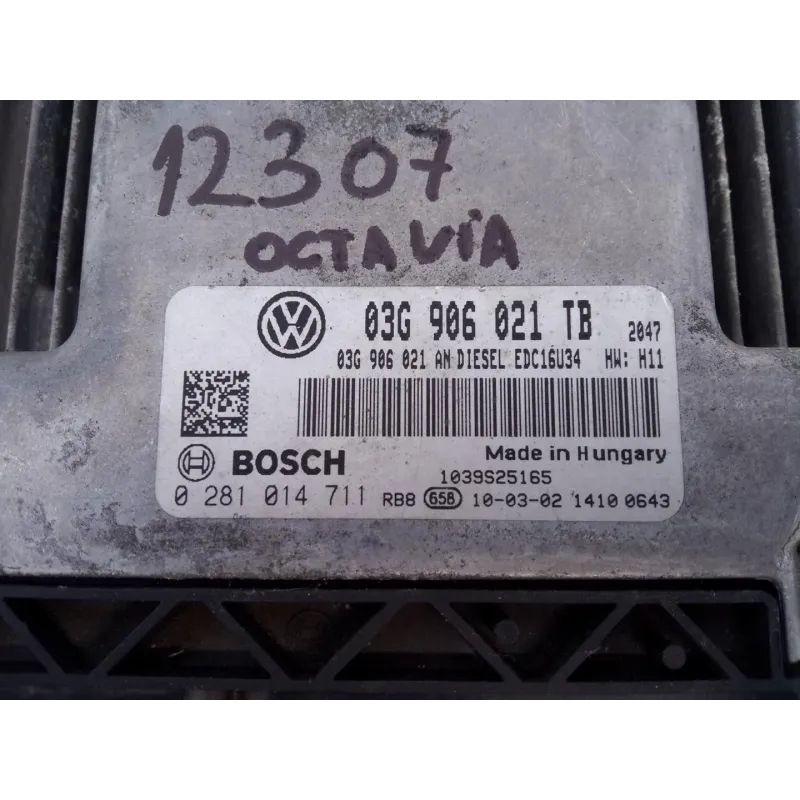 12307
OCTAVIA
03G 906 021 TB 2047
03G 906 021 AN DIESEL EDC16U34 HW: H11
BOSCH Made in Hungary
1039S25165
0 281 014 711 RB8 658 10-03-02 1410 0643
>ABS<